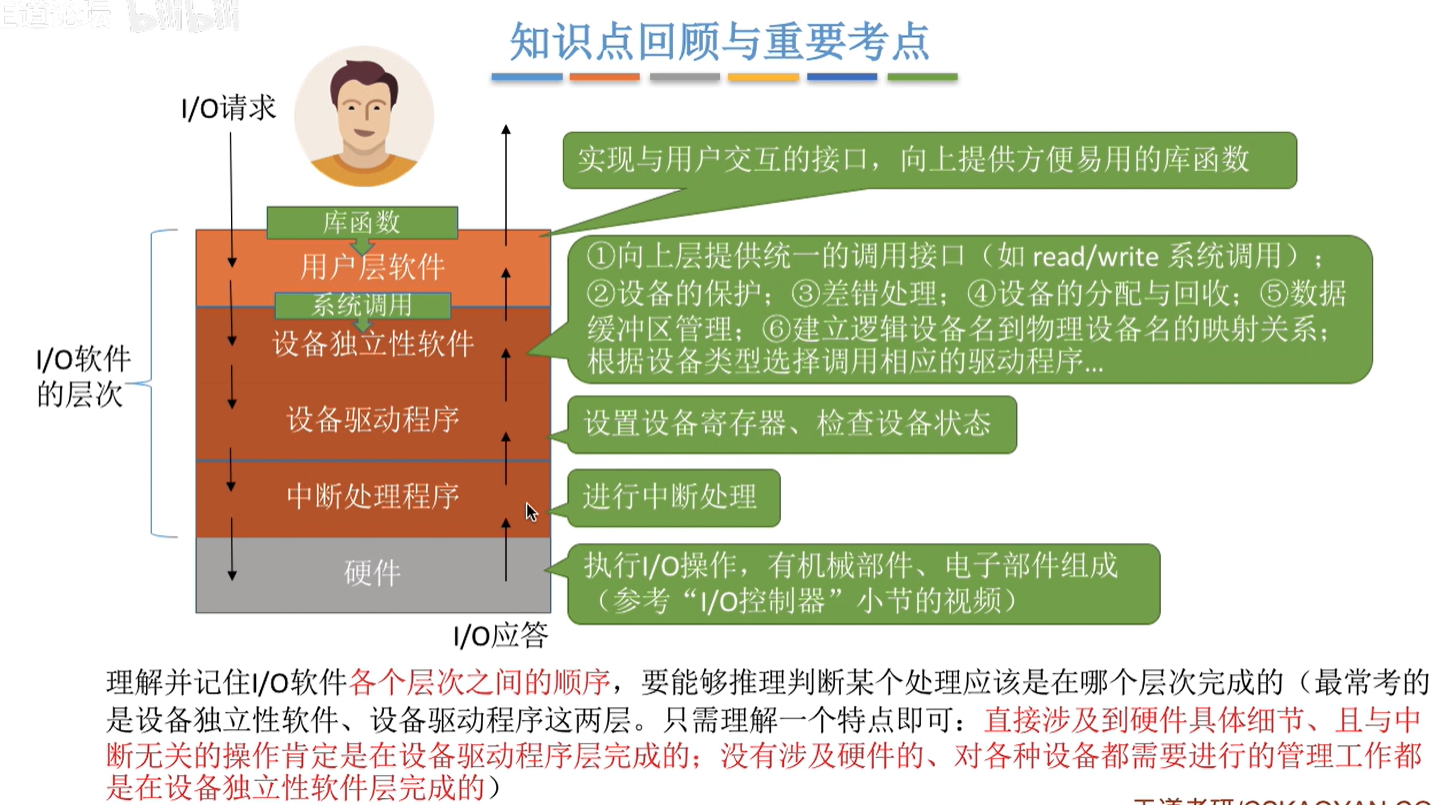 知识点回顾与重要考点
I/O请求
实现与用户交互的接口，向上提供方便易用的库函数
库函数
用户层软件
系统调用
设备独立性软件
①向上层提供统一的调用接口（如 read/write 系统调用）；
②设备的保护；③差错处理；④设备的分配与回收；⑤数据
缓冲区管理；⑥建立逻辑设备名到物理设备名的映射关系；
根据设备类型选择调用相应的驱动程序…
I/O软件
的层次
设备驱动程序
设置设备寄存器、检查设备状态
中断处理程序
进行中断处理
硬件
执行I/O操作，有机械部件、电子部件组成
（参考“I/O控制器”小节的视频）
I/O应答
理解并记住I/O软件各个层次之间的顺序，要能够推理判断某个处理应该是在哪个层次完成的（最常考的
是设备独立性软件、设备驱动程序这两层。只需理解一个特点即可：直接涉及到硬件具体细节、且与中
断无关的操作肯定是在设备驱动程序层完成的；没有涉及硬件的、对各种设备都需要进行的管理工作都
是在设备独立性软件层完成的）